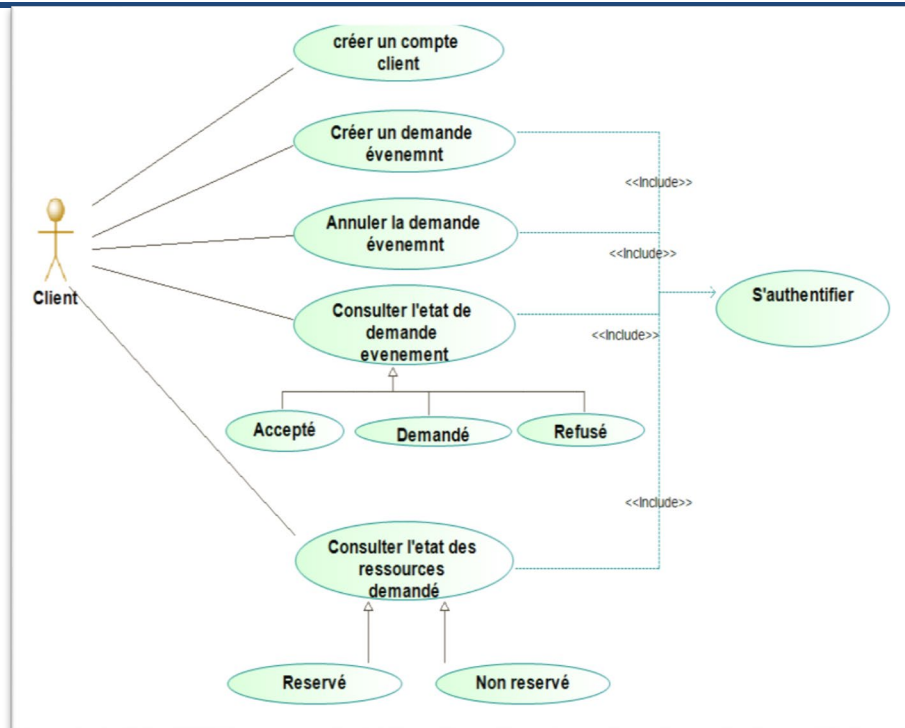 créer un compte
client
Créer un demande
évenemnt
<<Include>>
Annuler la demande
évenemnt
<<Include>>
Client
S'authentifier
Consulter l'etat de
demande
evenement
<<Include>>
Accepté
Demandé
Refusé
<<Include>>
Consulter l'etat des
ressources
demandé
Reservé
Non reservé